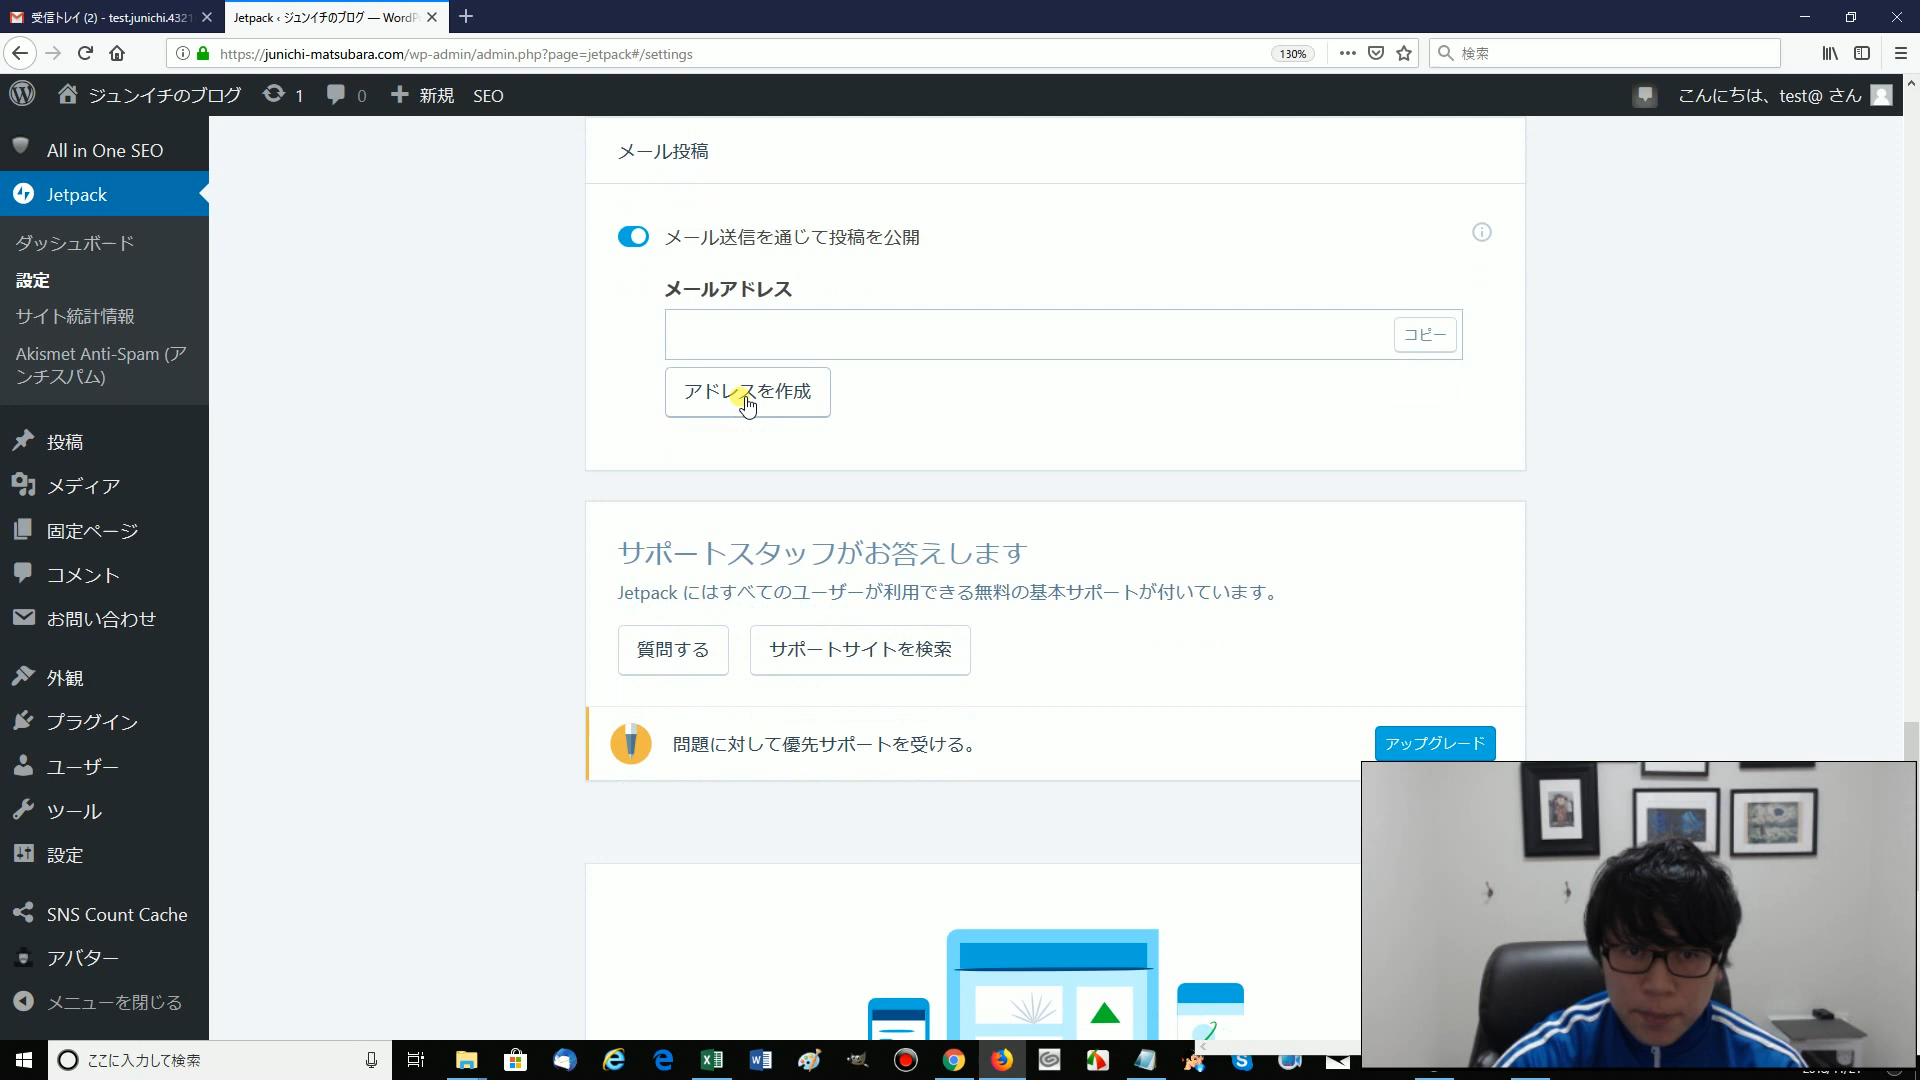 受信トレイ (2) - test.junichi.4321
Jetpack ‹ ジュンイチのブログ — WordP
https://junichi-matsubara.com/wp-admin/admin.php?page=jetpack#/settings
130%
検索
ジュンイチのブログ
1
0
新規
SEO
こんにちは、test@ さん
All in One SEO
Jetpack
ダッシュボード
設定
サイト統計情報
Akismet Anti-Spam (ア
ンチスパム)
投稿
メディア
固定ページ
コメント
お問い合わせ
外観
プラグイン
ユーザー
ツール
設定
SNS Count Cache
アバター
メニューを閉じる
メール投稿
メール送信を通じて投稿を公開
メールアドレス
コピー
アドレスを作成
サポートスタッフがお答えします
Jetpack にはすべてのユーザーが利用できる無料の基本サポートが付いています。
質問する
サポートサイトを検索
問題に対して優先サポートを受ける。
アップグレード
ここに入力して検索